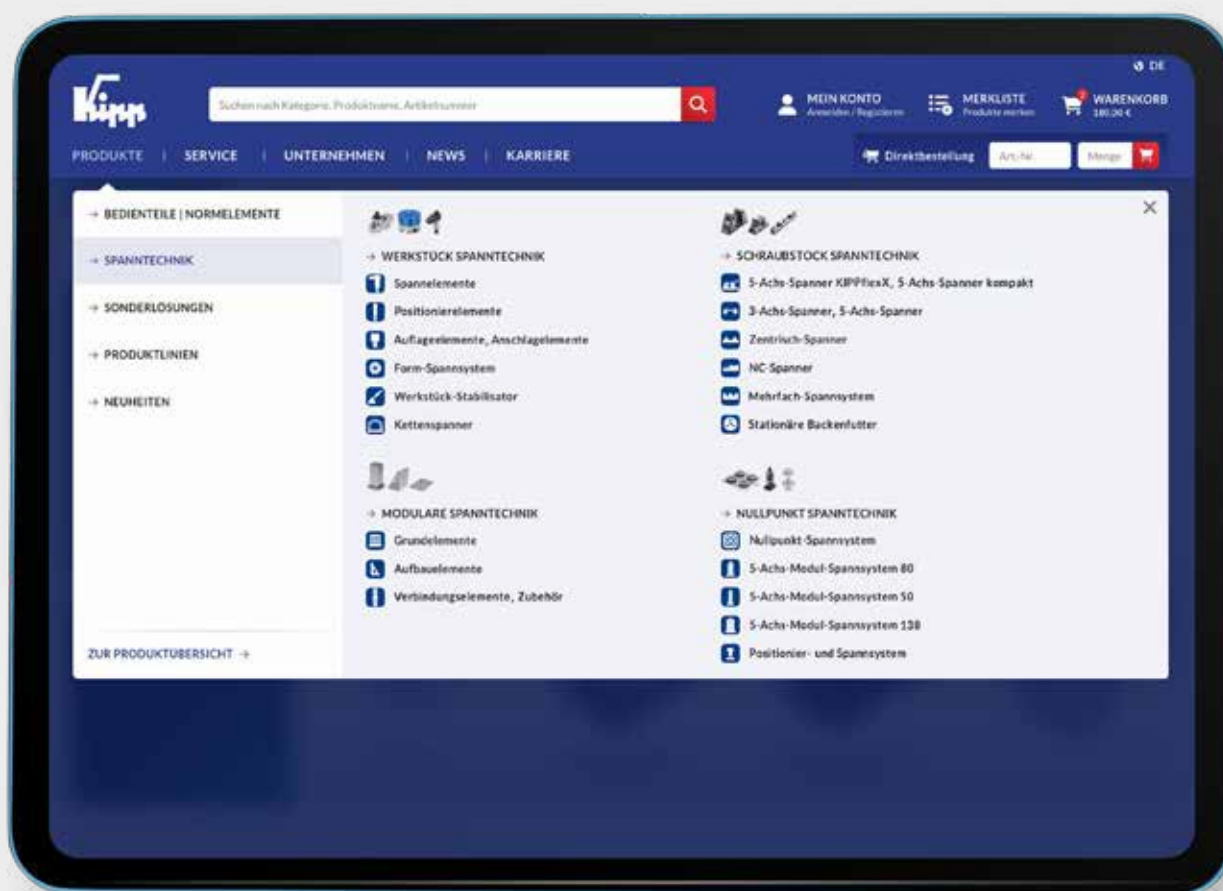 DE
Kipp
Suchen nach Kategorie, Produktname, Artikelnummer
MEIN KONTO
Anmelden / Registrieren
MERKLISTE
Produkte merken
2
WARENKORB
180,30 €
PRODUKTE | SERVICE | UNTERNEHMEN | NEWS | KARRIERE
Direktbestellung
Art.-Nr.
Menge
→ BEDIENTEILE | NORMELEMENTE
→ SPANNTECHNIK
→ SONDERLÖSUNGEN
→ PRODUKTLINIEN
→ NEUHEITEN
ZUR PRODUKTÜBERSICHT →
→ WERKSTÜCK SPANNTECHNIK
Spannelemente
Positionierelemente
Auflageelemente, Anschlagelemente
Form-Spannsystem
Werkstück-Stabilisator
Kettenspanner
→ MODULARE SPANNTECHNIK
Grundelemente
Aufbauelemente
Verbindungselemente, Zubehör
→ SCHRAUBSTOCK SPANNTECHNIK
5-Achs-Spanner KIPPflexX, 5-Achs-Spanner kompakt
3-Achs-Spanner, 5-Achs-Spanner
Zentrisch-Spanner
NC-Spanner
Mehrfach-Spannsystem
Stationäre Backenfutter
→ NULLPUNKT SPANNTECHNIK
Nullpunkt-Spannsystem
5-Achs-Modul-Spannsystem 80
5-Achs-Modul-Spannsystem 50
5-Achs-Modul-Spannsystem 138
Positionier- und Spannsystem